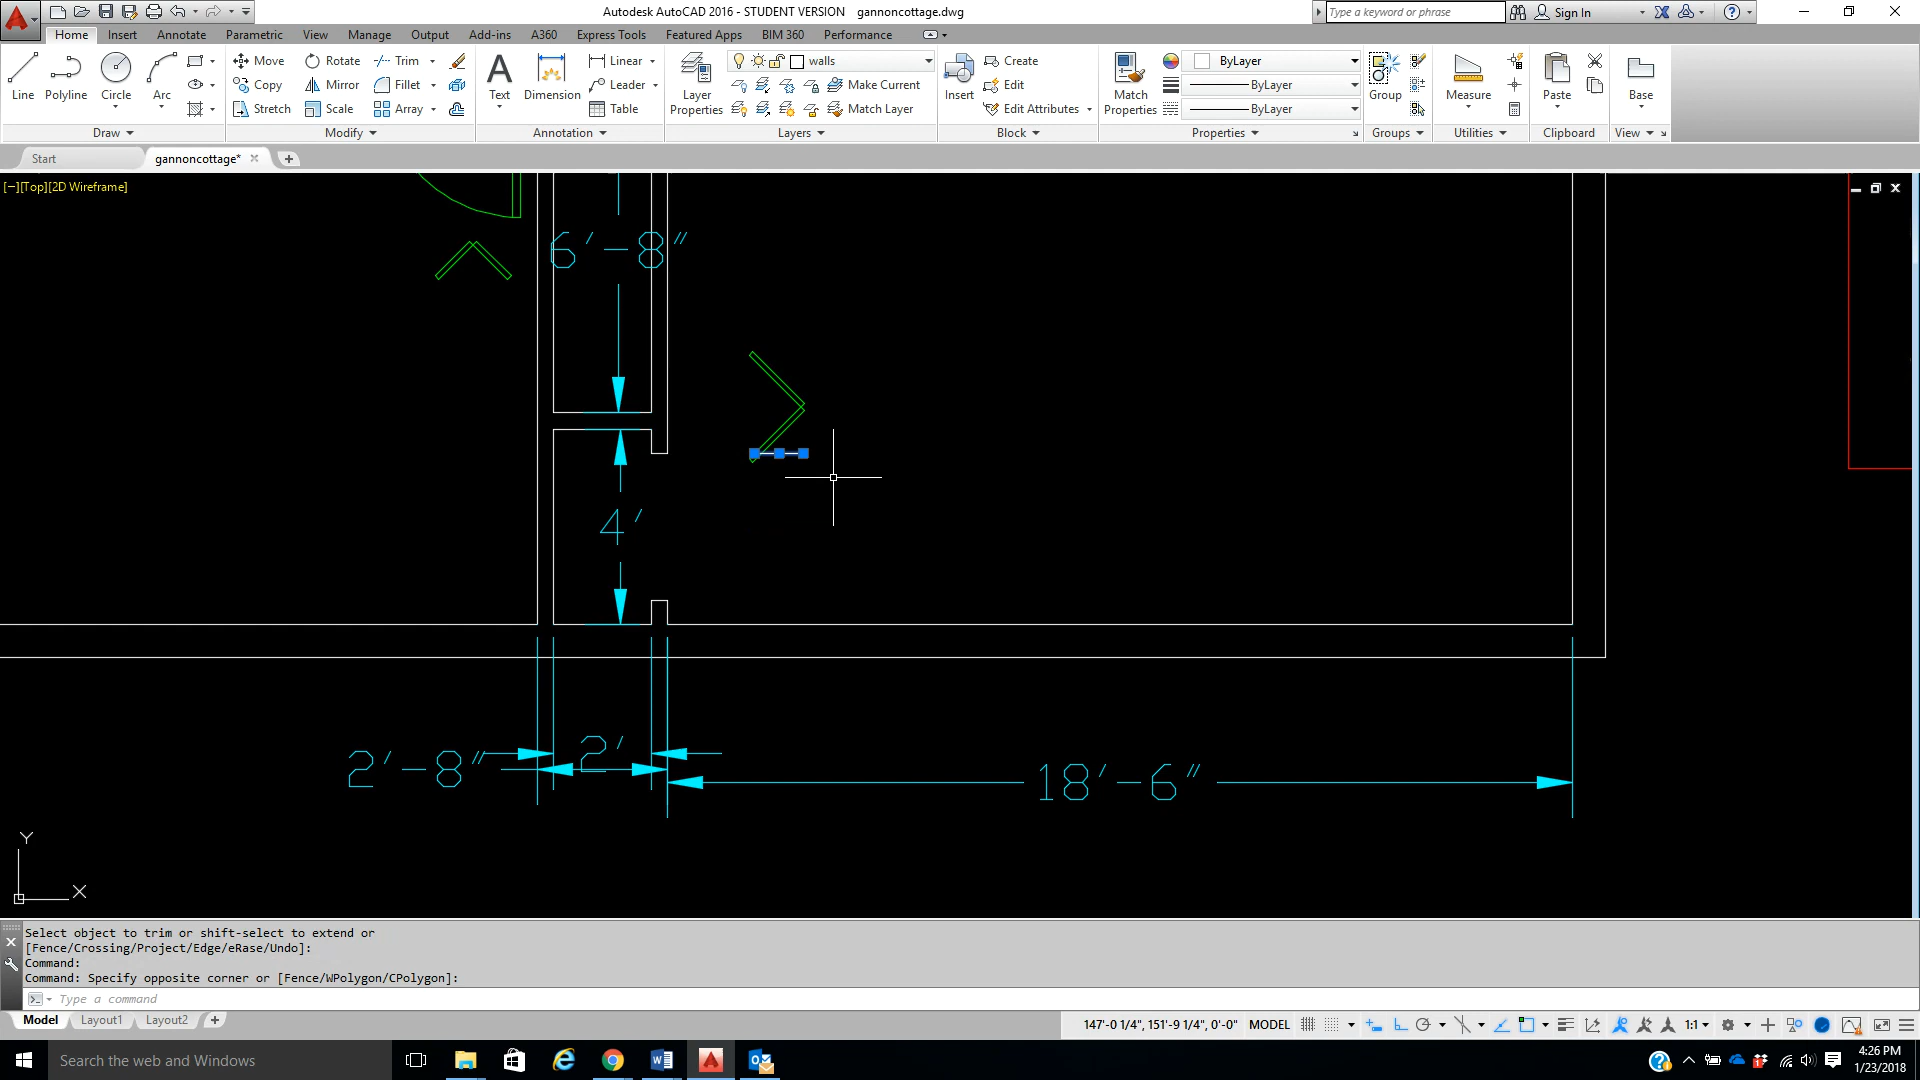 Autodesk AutoCAD 2016 - STUDENT VERSION gannoncottage.dwg
Type a keyword or phrase
Sign In
Home Insert Annotate Parametric View Manage Output Add-ins A360 Express Tools Featured Apps BIM 360 Performance
Line Polyline Circle Arc
Draw
Move Rotate Trim
Copy Mirror Fillet
Stretch Scale Array
Modify
Text Dimension
Linear
Leader
Table
Annotation
Layer Properties
walls
Make Current
Match Layer
Layers
Insert
Create
Edit
Edit Attributes
Block
Match Properties
ByLayer
ByLayer
ByLayer
Properties
Group
Groups
Measure
Utilities
Paste
Clipboard
Base
View
Start
gannoncottage*
[−][Top][2D Wireframe]
6'-8"
4'
2'-8"
2'
18'-6"
Y
X
Select object to trim or shift-select to extend or
[Fence/Crossing/Project/Edge/eRase/Undo]:
Command:
Command: Specify opposite corner or [Fence/WPolygon/CPolygon]:
Type a command
Model Layout1 Layout2
147'-0 1/4", 151'-9 1/4", 0'-0" MODEL
1:1
Search the web and Windows
4:26 PM
1/23/2018